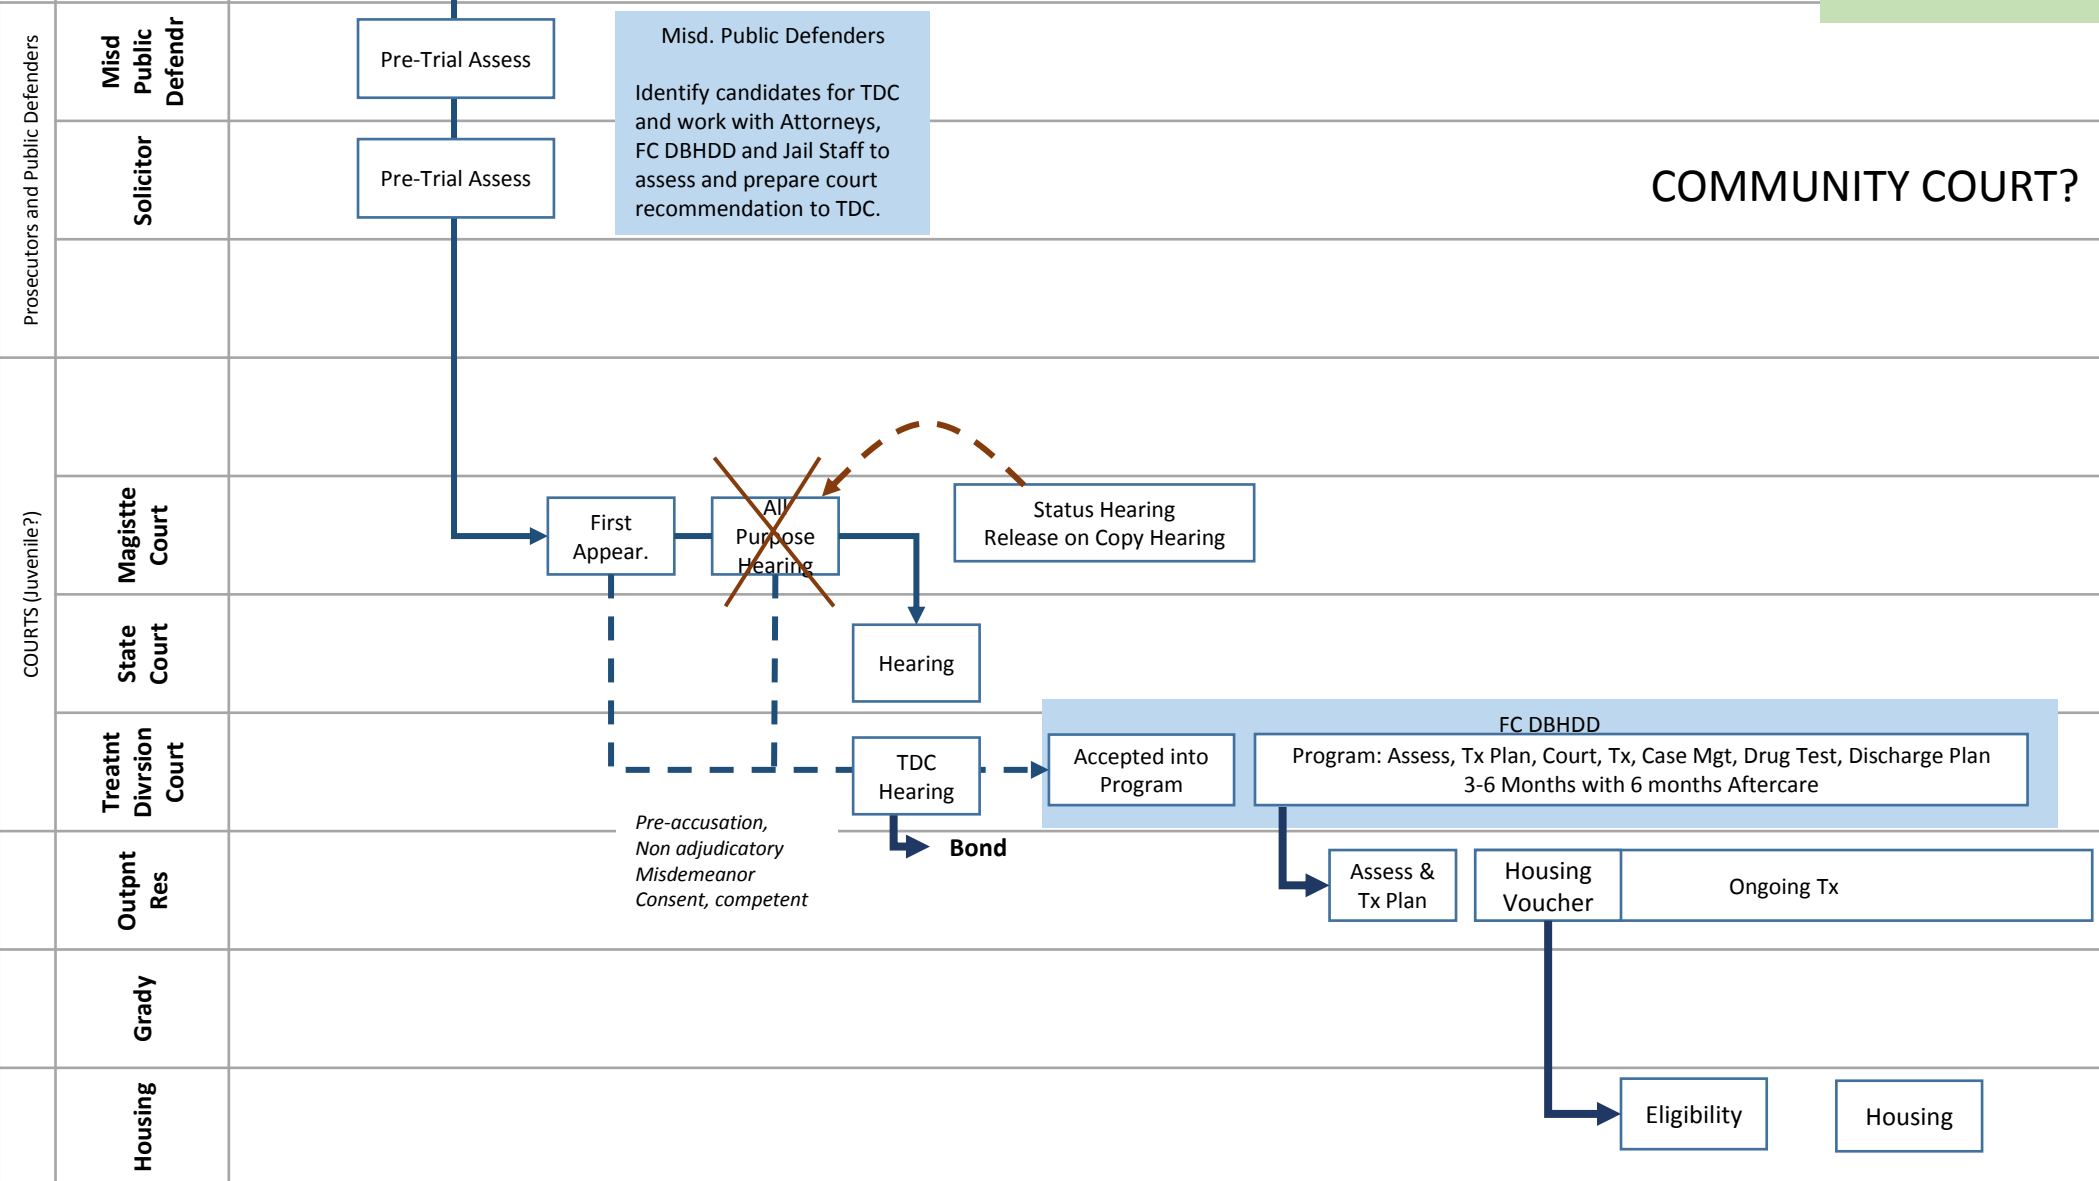 Prosecutors and Public Defenders
Misd
Public
Defendr
Pre-Trial Assess
Misd. Public Defenders
Identify candidates for TDC
and work with Attorneys,
FC DBHDD and Jail Staff to
assess and prepare court
recommendation to TDC.
Solicitor
Pre-Trial Assess
COMMUNITY COURT?
COURTS (Juvenile?)
Magistte
Court
First
Appear.
All
Purpose
Hearing
Status Hearing
Release on Copy Hearing
State
Court
Hearing
Treatnt
Divrsion
Court
TDC
Hearing
FC DBHDD
Accepted into
Program
Program: Assess, Tx Plan, Court, Tx, Case Mgt, Drug Test, Discharge Plan
3-6 Months with 6 months Aftercare
Pre-accusation,
Non adjudicatory
Misdemeanor
Consent, competent
Bond
Outpnt
Res
Assess &
Tx Plan
Housing
Voucher
Ongoing Tx
Grady
Housing
Eligibility
Housing